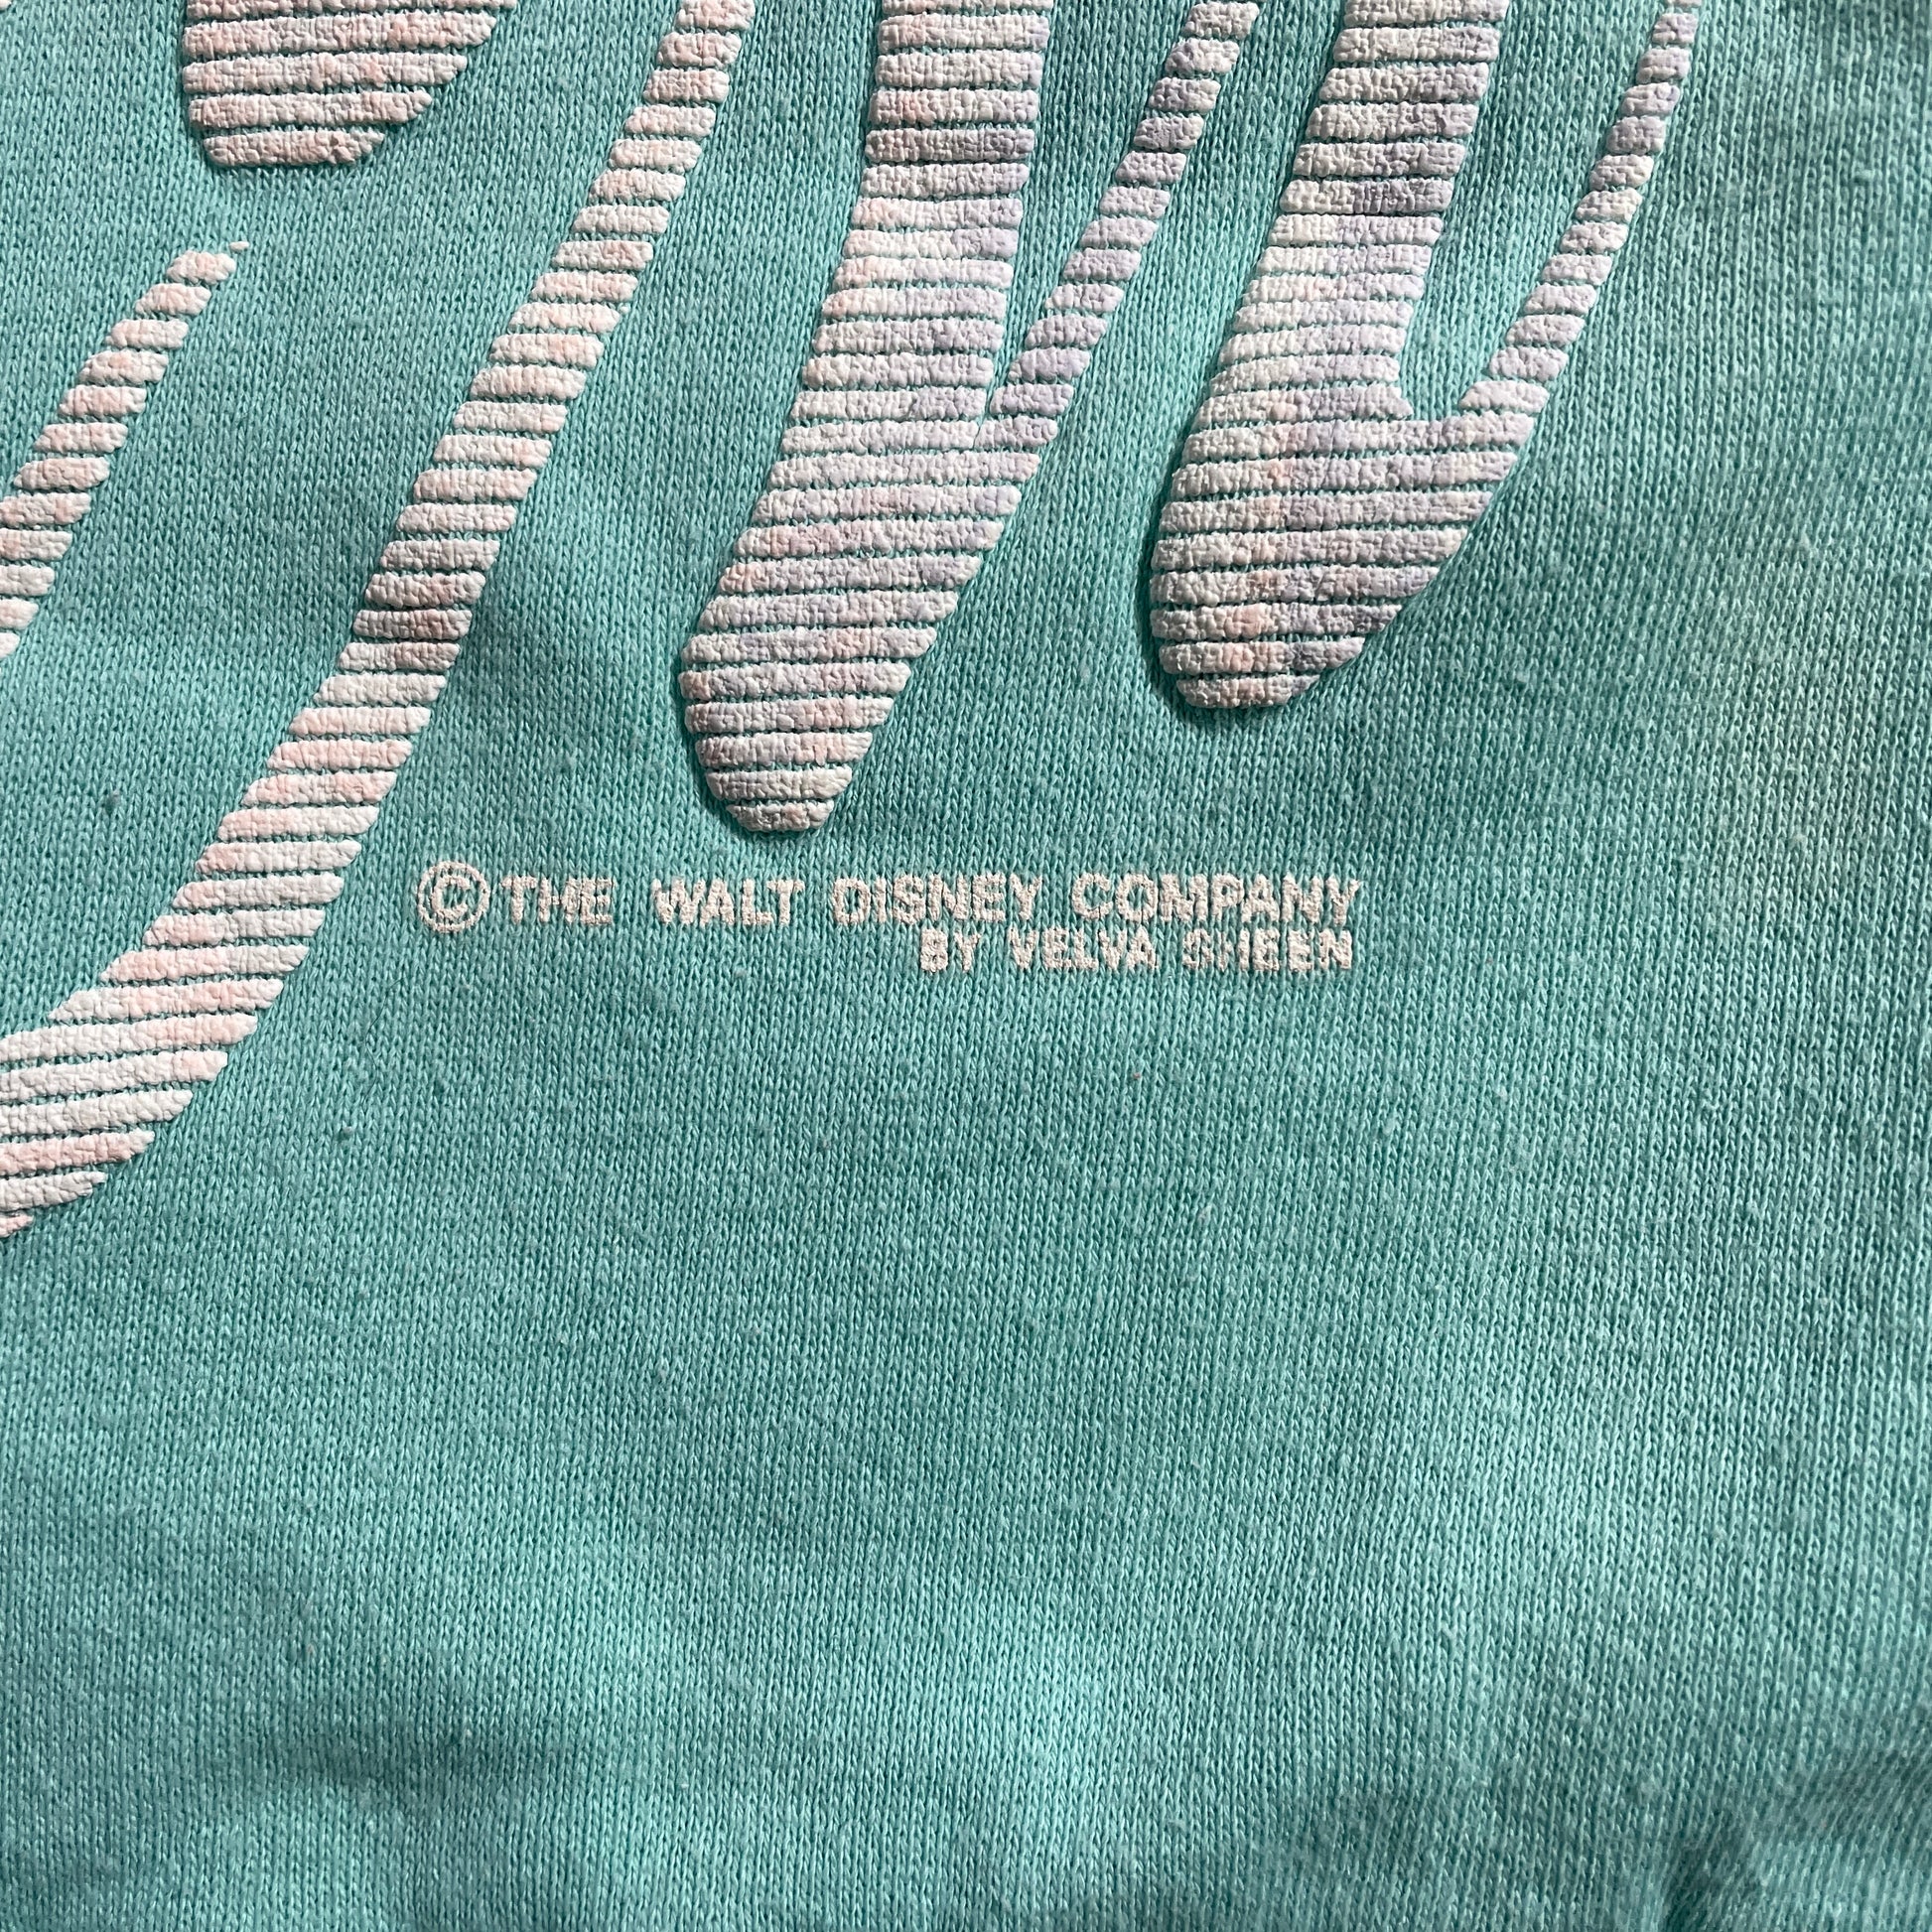 © THE WALT DISNEY COMPANY
BY VELVA SHEEN